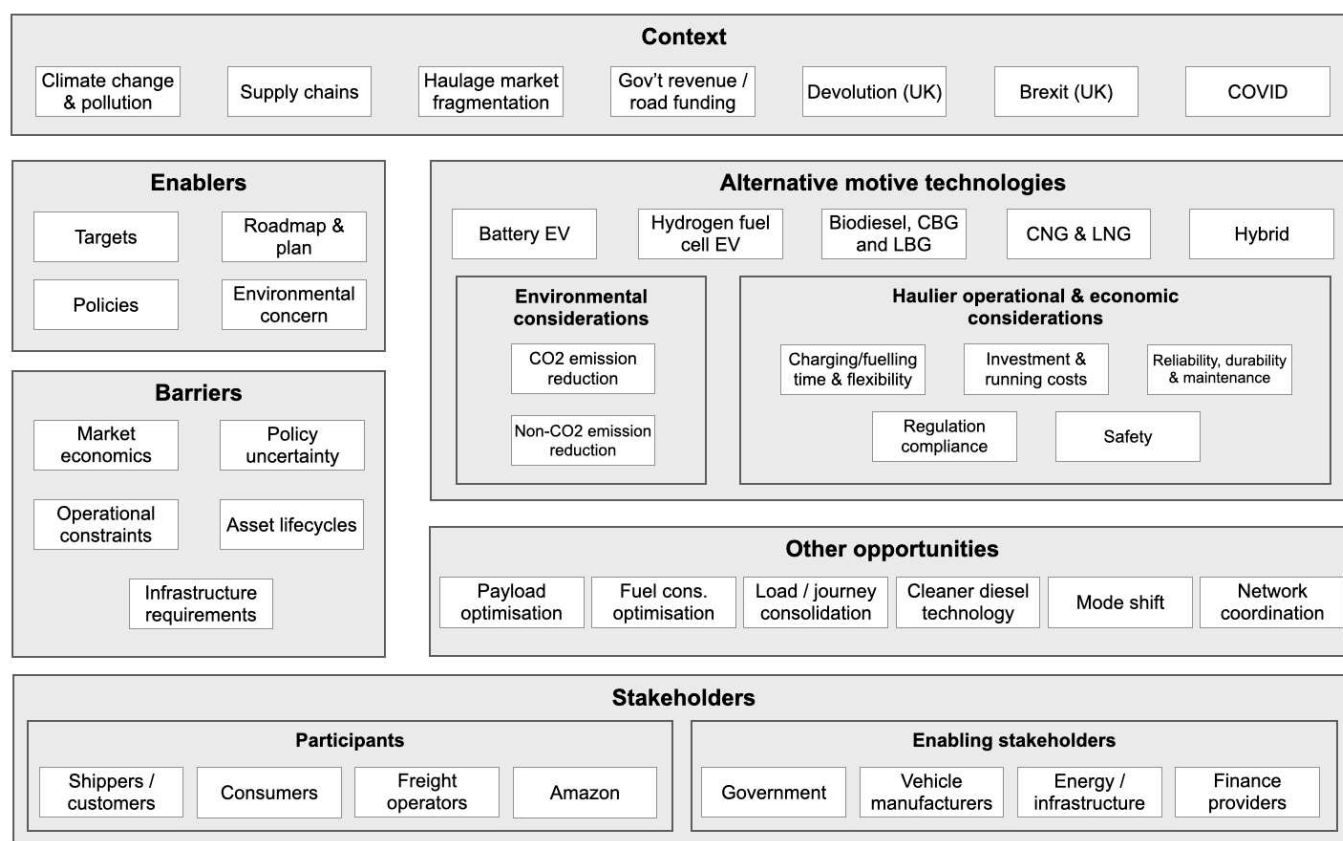 Context
Climate change
& pollution
Supply chains
Haulage market
fragmentation
Gov't revenue /
road funding
Devolution (UK)
Brexit (UK)
COVID
Enablers
Targets
Roadmap &
plan
Policies
Environmental
concern
Barriers
Market
economics
Policy
uncertainty
Operational
constraints
Asset lifecycles
Infrastructure
requirements
Alternative motive technologies
Battery EV
Hydrogen fuel
cell EV
Biodiesel, CBG
and LBG
CNG & LNG
Hybrid
Environmental
considerations
CO2 emission
reduction
Non-CO2 emission
reduction
Haulier operational & economic
considerations
Charging/fuelling
time & flexibility
Investment &
running costs
Reliability, durability
& maintenance
Regulation
compliance
Safety
Other opportunities
Payload
optimisation
Fuel cons.
optimisation
Load / journey
consolidation
Cleaner diesel
technology
Mode shift
Network
coordination
Stakeholders
Participants
Shippers /
customers
Consumers
Freight
operators
Amazon
Enabling stakeholders
Government
Vehicle
manufacturers
Energy /
infrastructure
Finance
providers